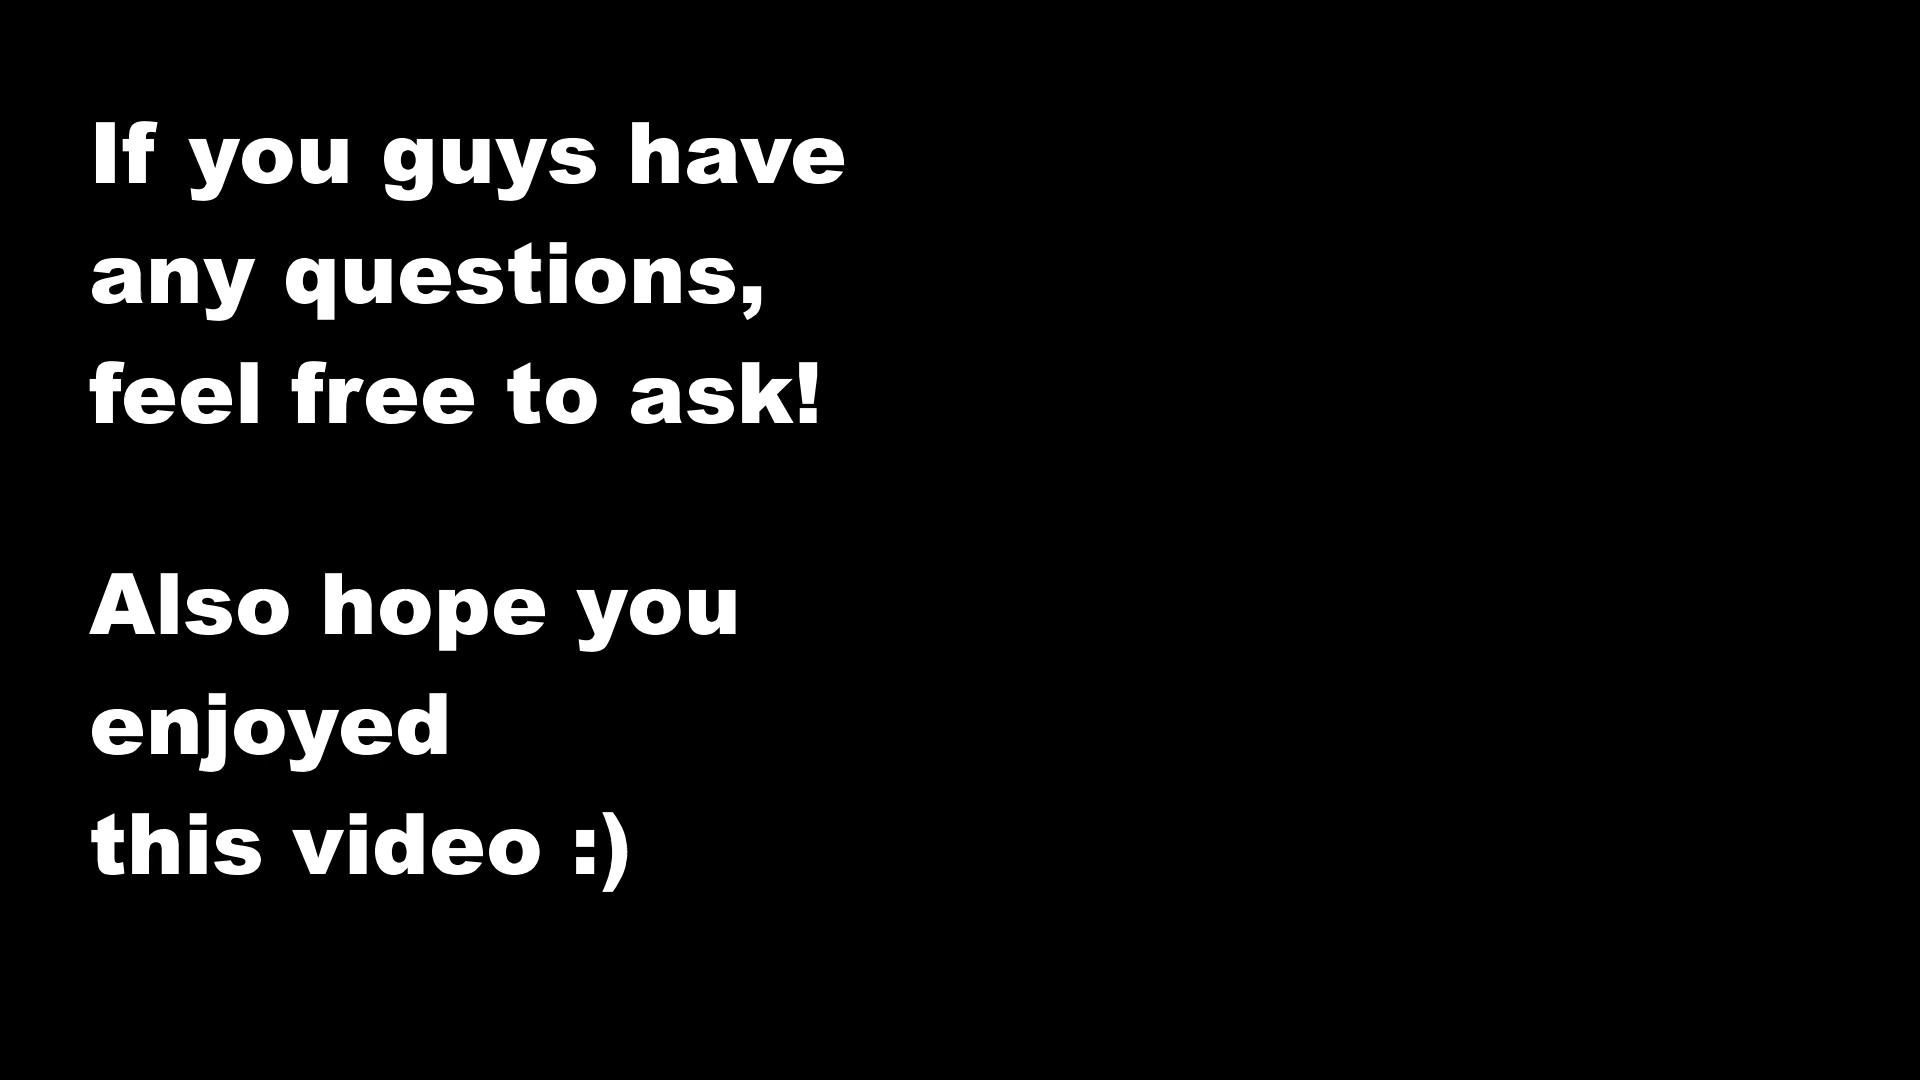 If you guys have
any questions,
feel free to ask!
Also hope you
enjoyed
this video :)